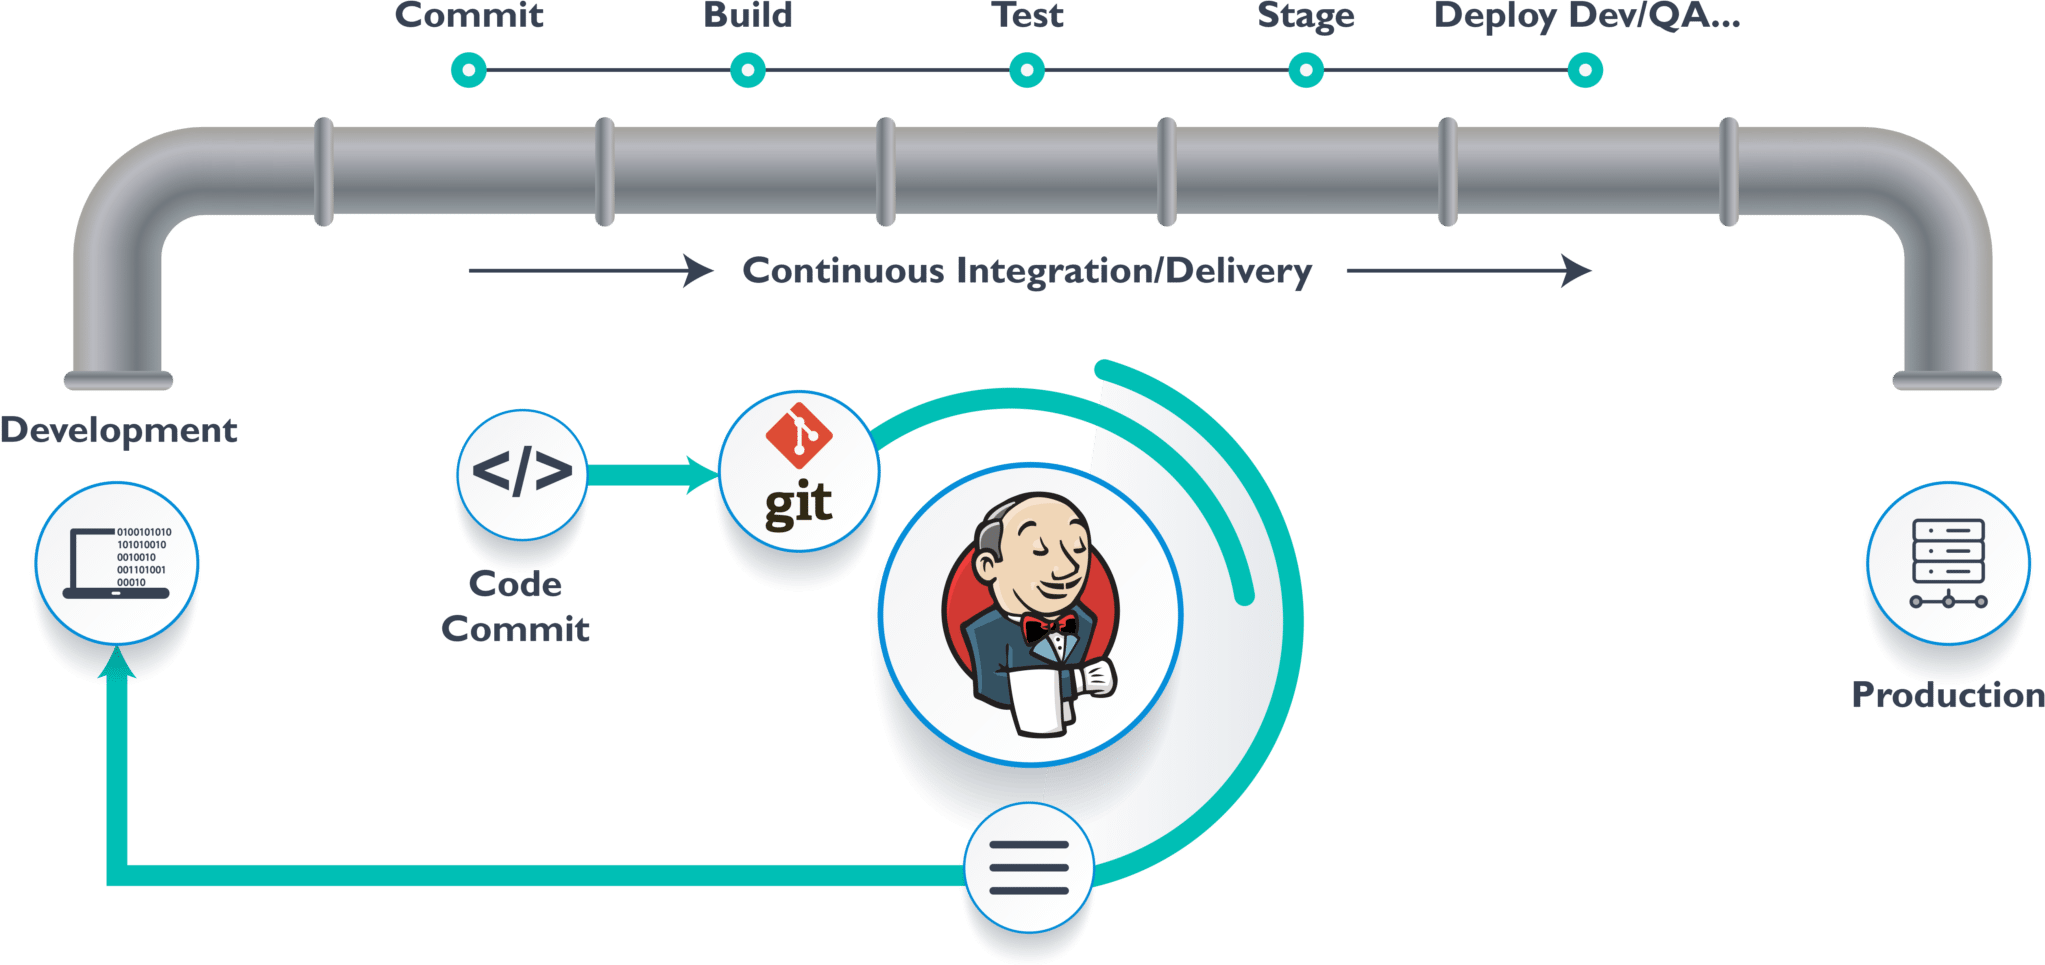 Commit
Build
Test
Stage
Deploy Dev/QA...
Continuous Integration/Delivery
Development
0100101010
101010010
0010010
001101001
00010
</>
git
Code
Commit
Production